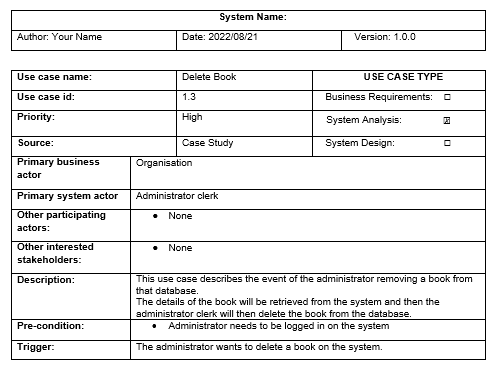 System Name:
Author: Your Name Date: 2022/08/21 Version: 1.0.0
Use case name: Delete Book USE CASE TYPE
Use case id: 1.3 Business Requirements: ☐
Priority: High System Analysis: ☒
Source: Case Study System Design: ☐
Primary business
actor
Organisation
Primary system actor Administrator clerk
Other participating
actors:
• None
Other interested
stakeholders:
• None
Description:
This use case describes the event of the administrator removing a book from
that database.
The details of the book will be retrieved from the system and then the
administrator clerk will then delete the book from the database.
Pre-condition: • Administrator needs to be logged in on the system
Trigger: The administrator wants to delete a book on the system.